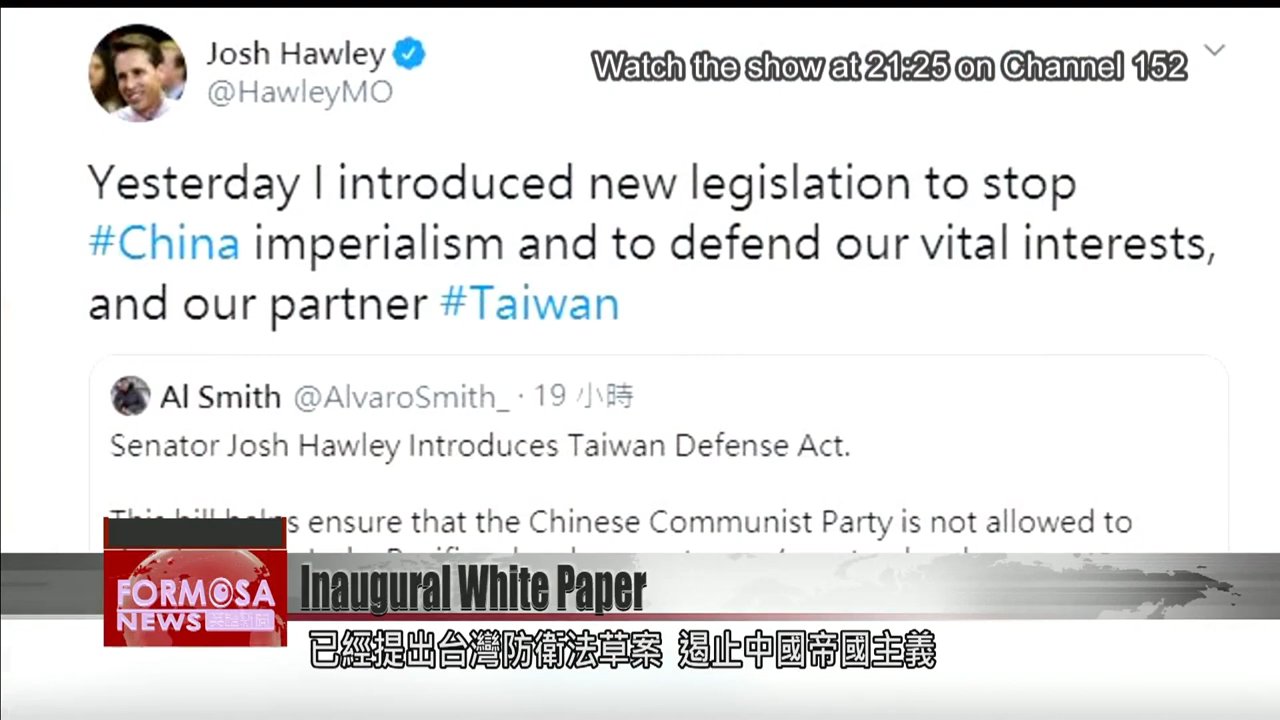 Josh Hawley
@HawleyMO
Watch the show at 21:25 on Channel 152
Yesterday I introduced new legislation to stop
#China imperialism and to defend our vital interests,
and our partner #Taiwan
Al Smith @AlvaroSmith_ · 19 小時
Senator Josh Hawley Introduces Taiwan Defense Act.
ensure that the Chinese Communist Party is not allowed to
FORMOSA
NEWS
Inaugural White Paper
已經提出台灣防衛法草案 遏止中國帝國主義